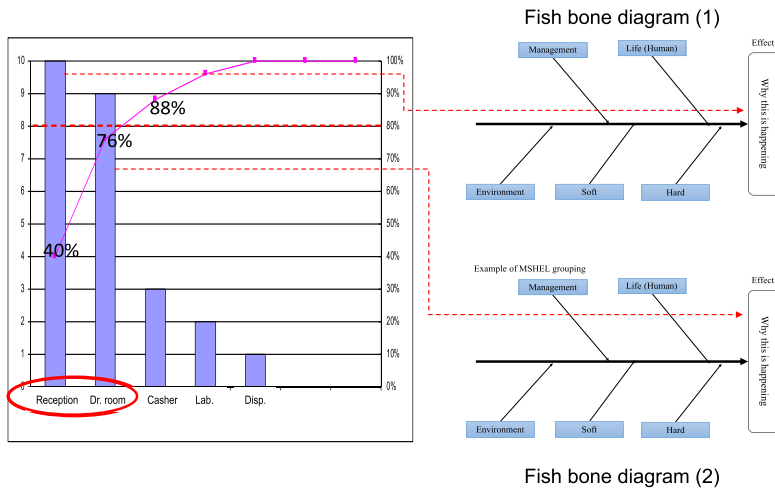 Fish bone diagram (1)
Management
Life (Human)
Effect
Why this is happening
Environment
Soft
Hard
10
9
8
7
6
5
4
3
2
1
0
100%
90%
80%
70%
60%
50%
40%
30%
20%
10%
0%
88%
76%
40%
Reception
Dr. room
Casher
Lab.
Disp.
Example of MSHEL grouping
Management
Life (Human)
Effect
Why this is happening
Environment
Soft
Hard
Fish bone diagram (2)